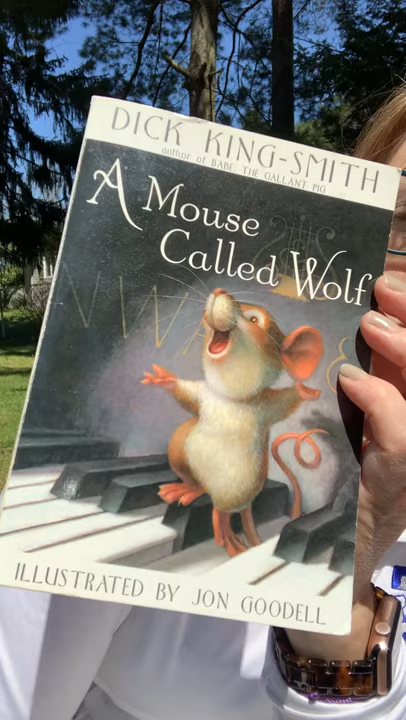 DICK KING-SMITH
author of BABE: THE GALLANT PIG
A Mouse
Called Wolf
ILLUSTRATED BY JON GOODELL